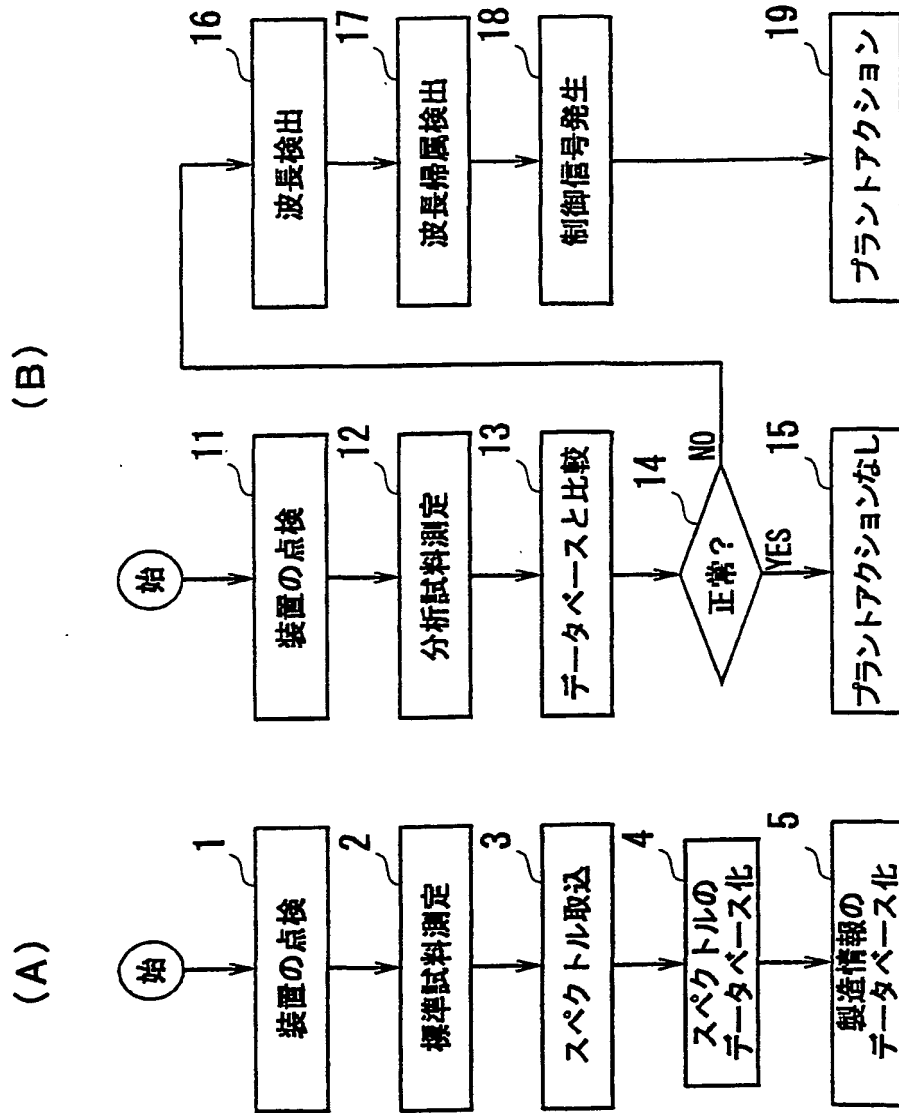 (A)
始
1
装置の点検
2
標準試料測定
3
スペクトル取込
4
スペクトルの
データベース化
5
製造情報の
データベース化
(B)
始
11
装置の点検
12
分析試料測定
13
データベースと比較
14
正常?
NO
YES
15
プラントアクションなし
16
波長検出
17
波長帰属検出
18
制御信号発生
19
プラントアクション